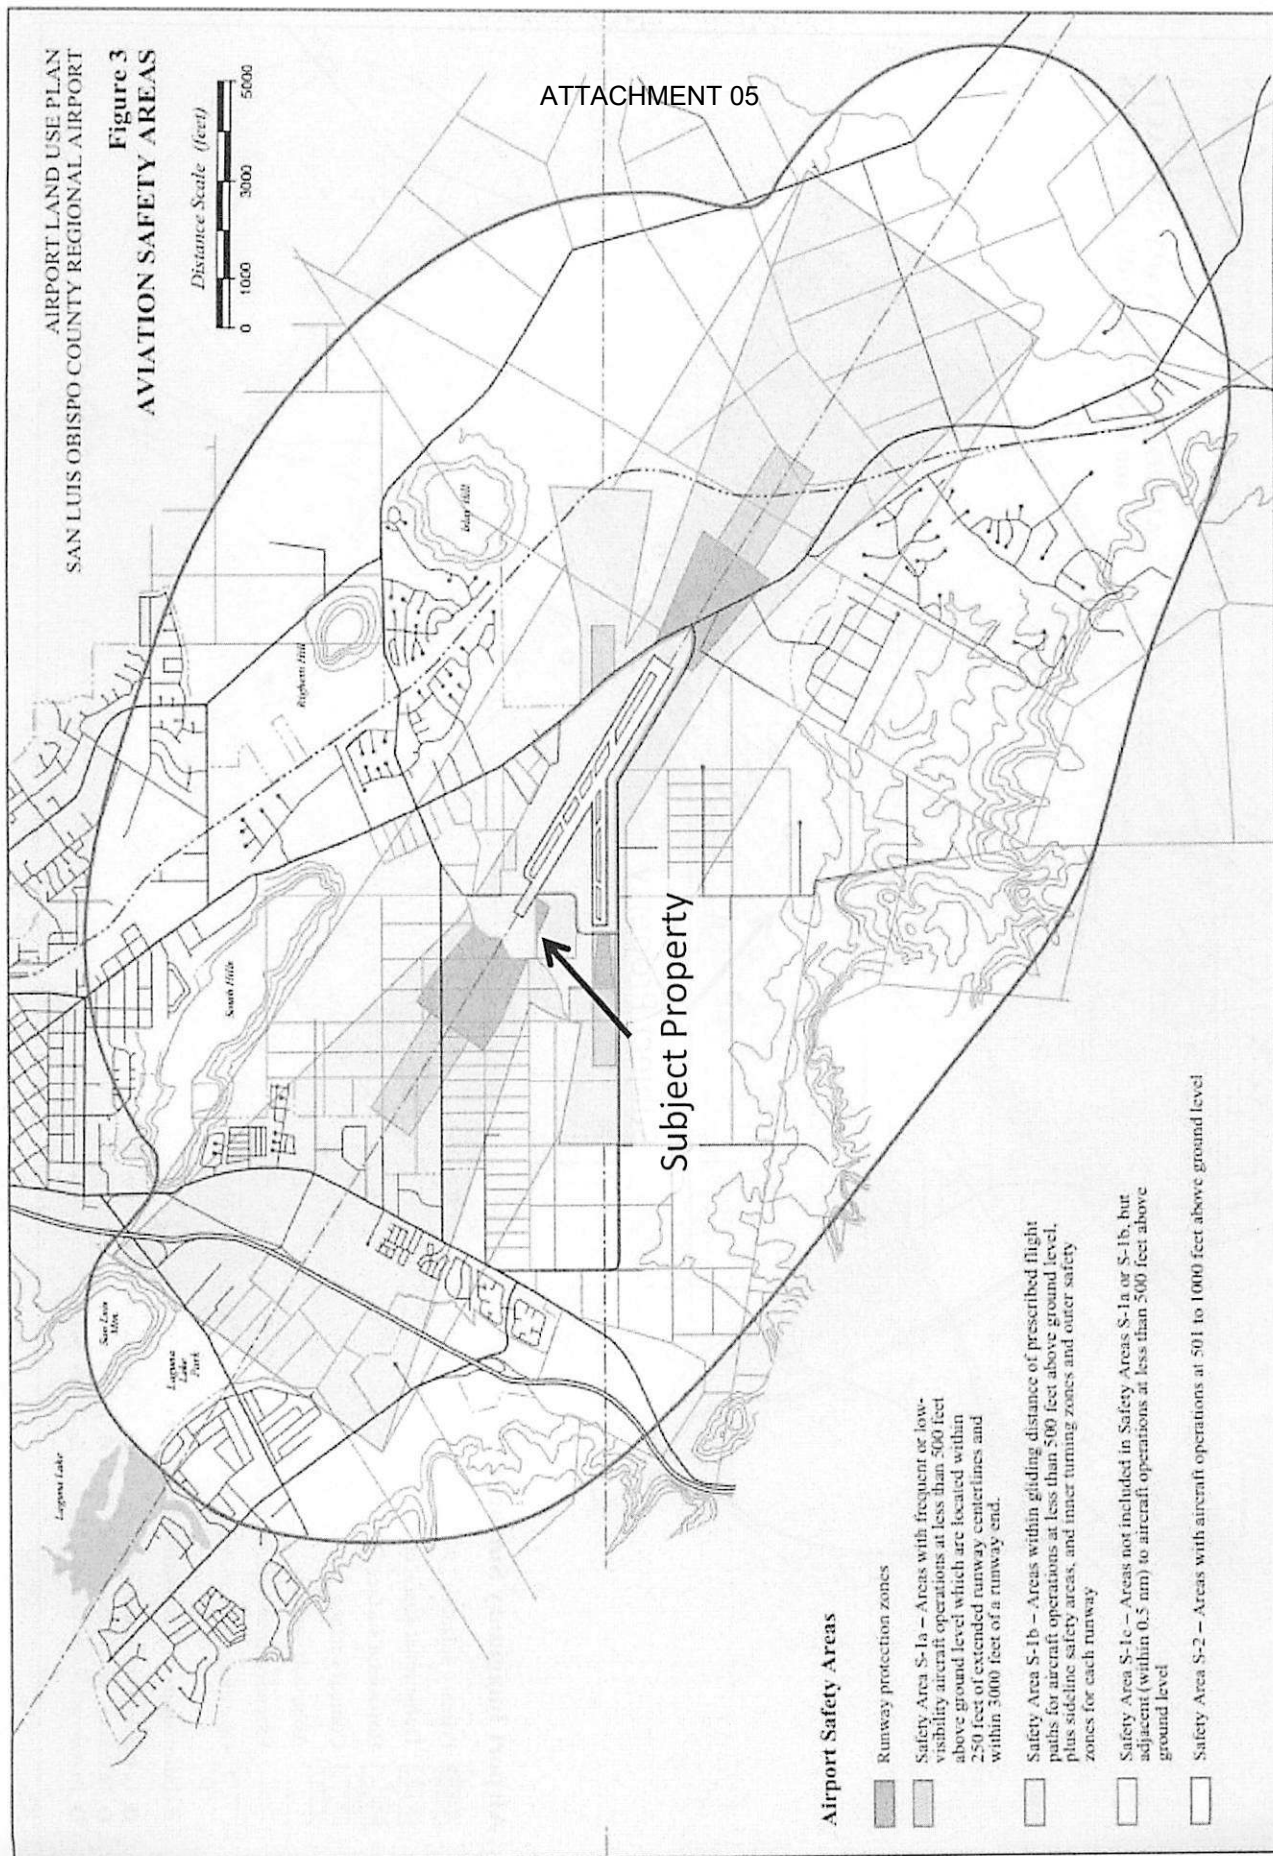 ATTACHMENT 05
AIRPORT LAND USE PLAN
SAN LUIS OBISPO COUNTY REGIONAL AIRPORT
Figure 3
AVIATION SAFETY AREAS
Distance Scale (feet)
0 1000 3000 5000
Laguna Lake
San Luis
Mtn.
Laguna
Lake
Park
South Hills
Righetti Hill
Islay Hill
Subject Property
Airport Safety Areas
Runway protection zones
Safety Area S-1a – Areas with frequent or low-
visibility aircraft operations at less than 500 feet
above ground level which are located within
250 feet of extended runway centerlines and
within 3000 feet of a runway end.
Safety Area S-1b – Areas within gliding distance of prescribed flight
paths for aircraft operations at less than 500 feet above ground level,
plus sideline safety areas, and inner turning zones and outer safety
zones for each runway
Safety Area S-1c – Areas not included in Safety Areas S-1a or S-1b, but
adjacent (within 0.5 nm) to aircraft operations at less than 500 feet above
ground level
Safety Area S-2 – Areas with aircraft operations at 501 to 1000 feet above ground level